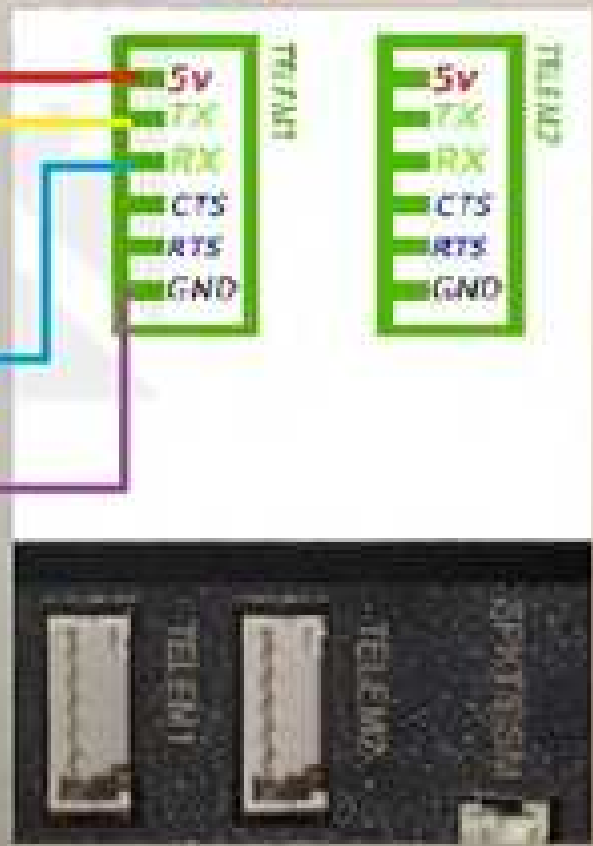 5V
TX
RX
CTS
RTS
GND
TELEM1
5V
TX
RX
CTS
RTS
GND
TELEM2
TELEM1
TELEM2